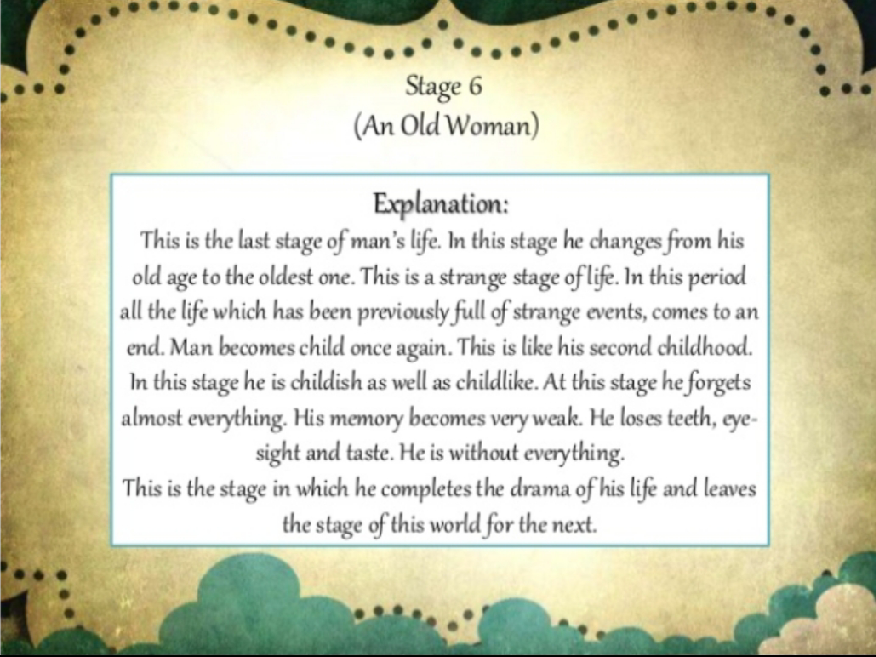 Stage 6
(An Old Woman)
Explanation:
This is the last stage of man's life. In this stage he changes from his
old age to the oldest one. This is a strange stage of life. In this period
all the life which has been previously full of strange events, comes to an
end. Man becomes child once again. This is like his second childhood.
In this stage he is childish as well as childlike. At this stage he forgets
almost everything. His memory becomes very weak. He loses teeth, eye-
sight and taste. He is without everything.
This is the stage in which he completes the drama of his life and leaves
the stage of this world for the next.